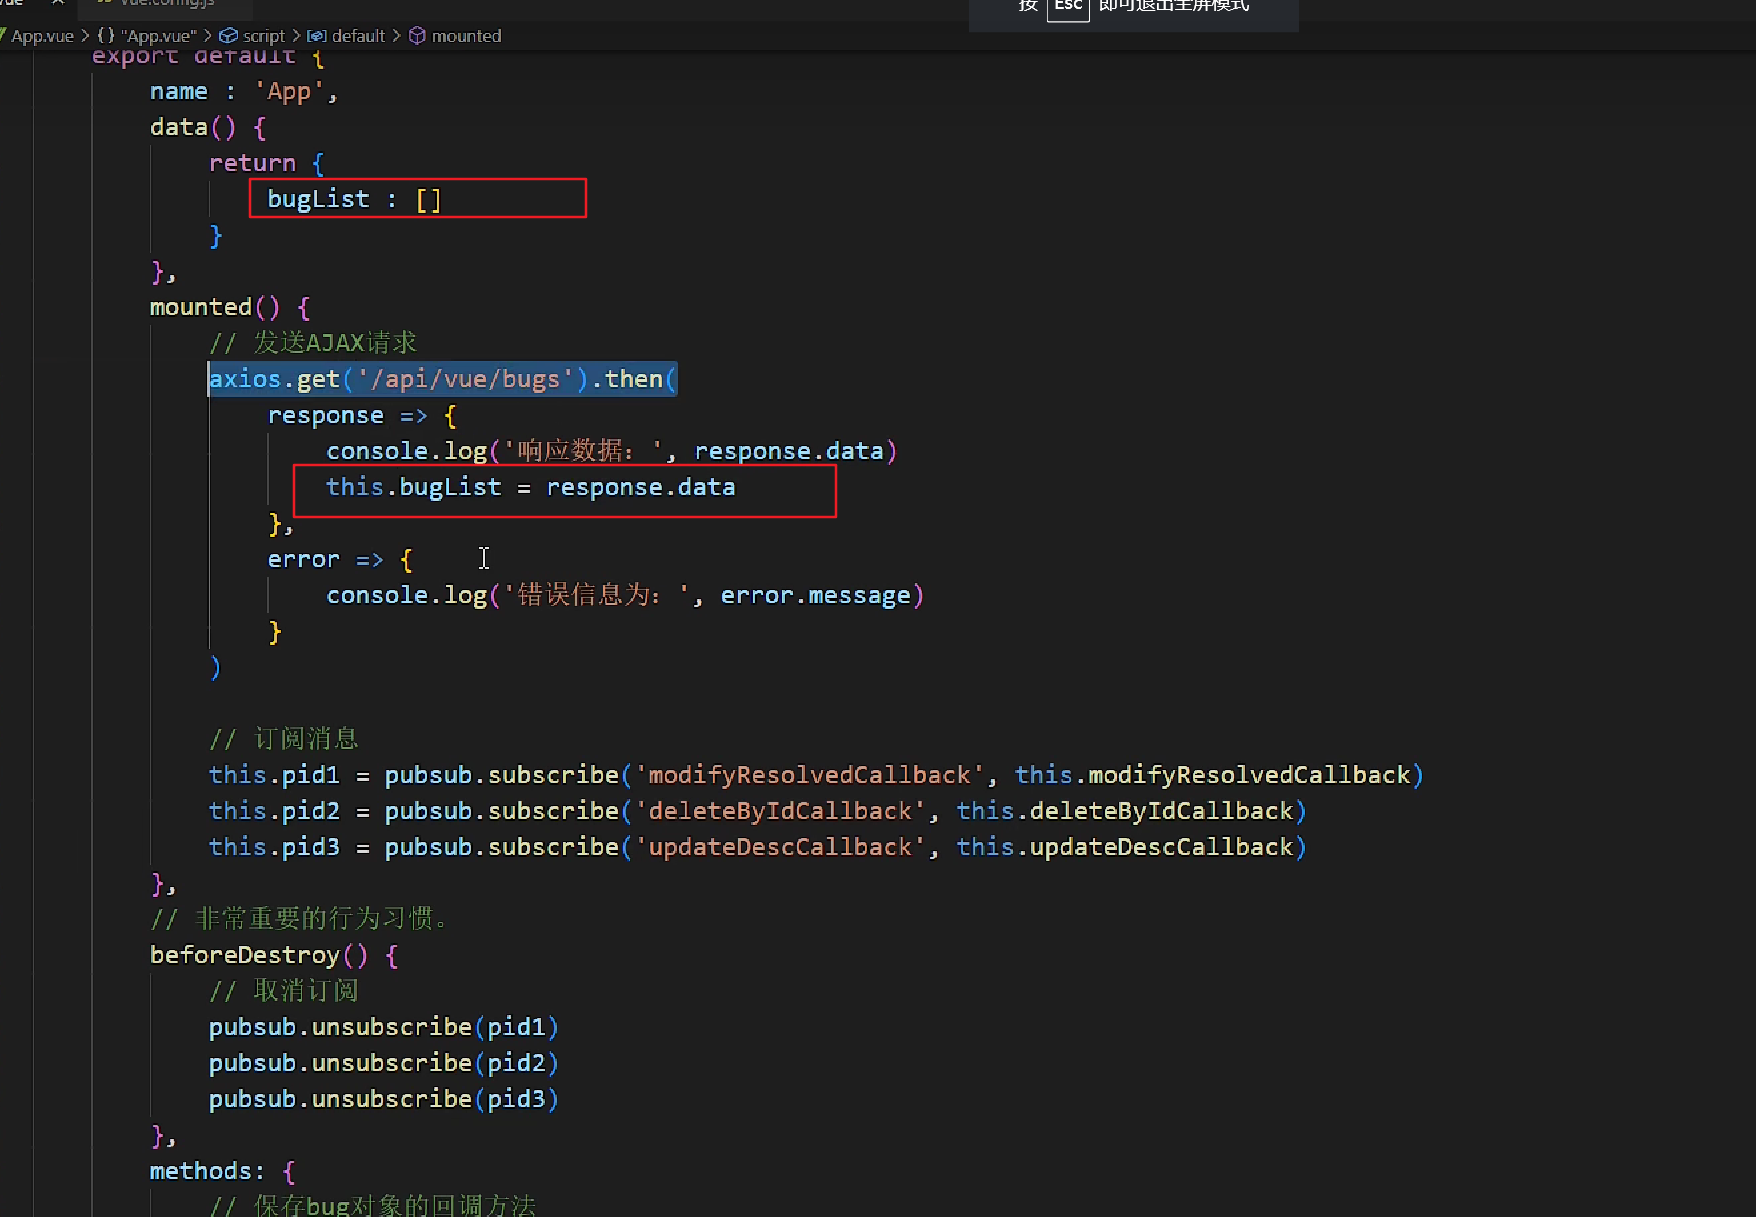 vue.config.js
按 Esc 即可退出全屏模式
App.vue > {} "App.vue" > script > default > mounted
export default {
name : 'App',
data() {
return {
bugList : []
}
},
mounted() {
// 发送AJAX请求
axios.get('/api/vue/bugs').then(
response => {
console.log('响应数据：', response.data)
this.bugList = response.data
},
error => {
console.log('错误信息为：', error.message)
}
)
// 订阅消息
this.pid1 = pubsub.subscribe('modifyResolvedCallback', this.modifyResolvedCallback)
this.pid2 = pubsub.subscribe('deleteByIdCallback', this.deleteByIdCallback)
this.pid3 = pubsub.subscribe('updateDescCallback', this.updateDescCallback)
},
// 非常重要的行为习惯。
beforeDestroy() {
// 取消订阅
pubsub.unsubscribe(pid1)
pubsub.unsubscribe(pid2)
pubsub.unsubscribe(pid3)
},
methods: {
// 保存bug对象的回调方法